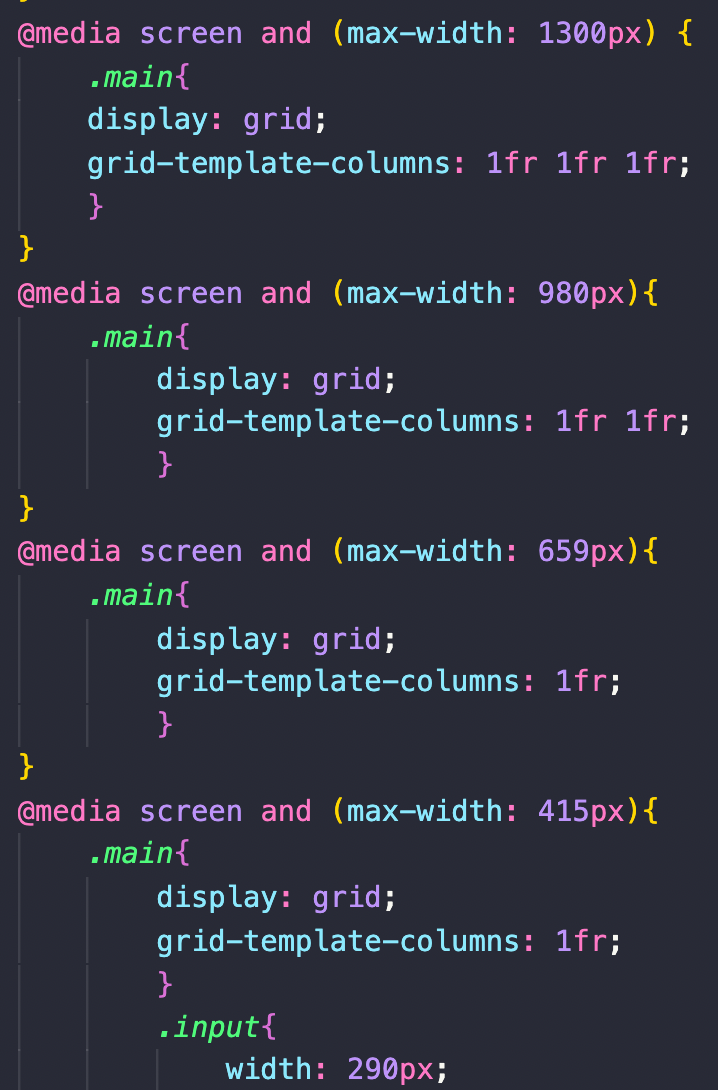 }
@media screen and (max-width: 1300px) {
.main{
display: grid;
grid-template-columns: 1fr 1fr 1fr;
}
}
@media screen and (max-width: 980px){
.main{
display: grid;
grid-template-columns: 1fr 1fr;
}
}
@media screen and (max-width: 659px){
.main{
display: grid;
grid-template-columns: 1fr;
}
}
@media screen and (max-width: 415px){
.main{
display: grid;
grid-template-columns: 1fr;
}
.input{
width: 290px;